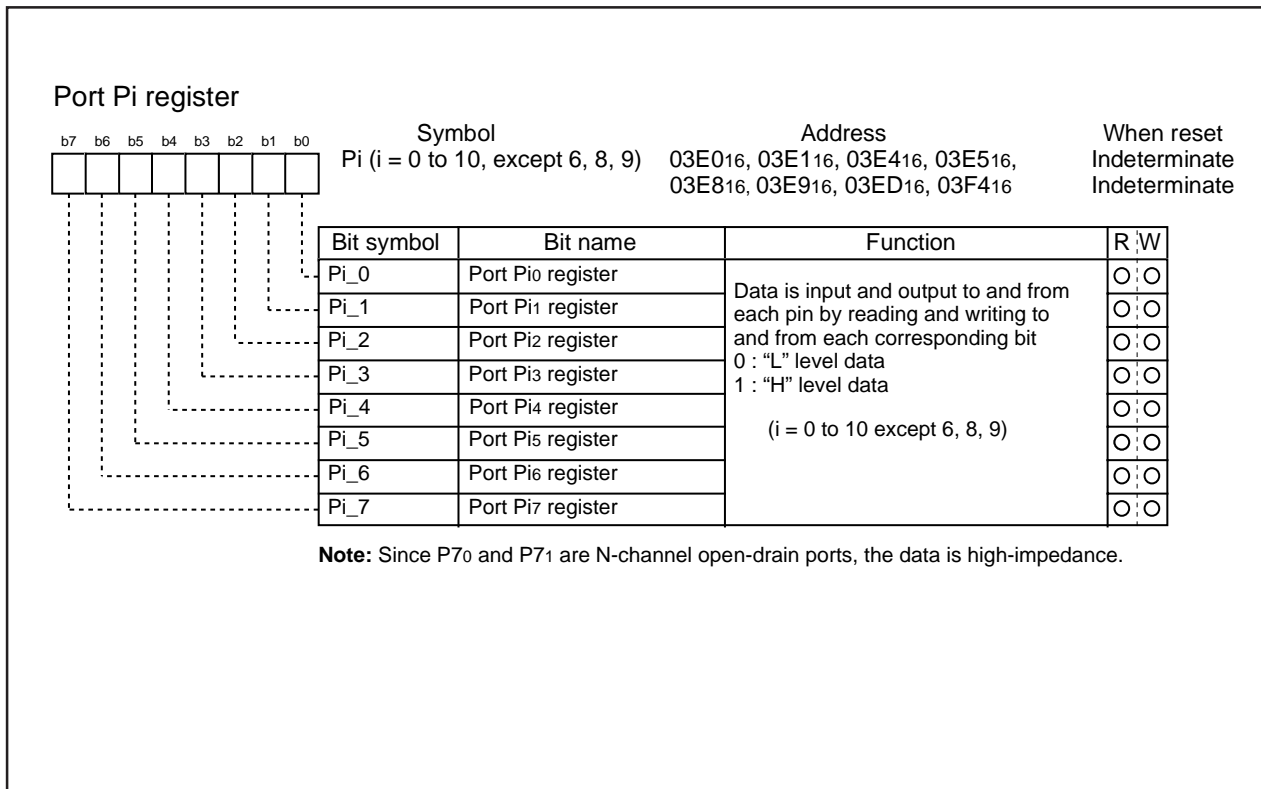 Port Pi register
b7 b6 b5 b4 b3 b2 b1 b0
Symbol Address When reset
Pi (i = 0 to 10, except 6, 8, 9) 03E016, 03E116, 03E416, 03E516, Indeterminate
03E816, 03E916, 03ED16, 03F416 Indeterminate
Bit symbol Bit name Function R W
Pi_0 Port Pi0 register
Pi_1 Port Pi1 register
Pi_2 Port Pi2 register
Pi_3 Port Pi3 register
Pi_4 Port Pi4 register
Pi_5 Port Pi5 register
Pi_6 Port Pi6 register
Pi_7 Port Pi7 register
Data is input and output to and from
each pin by reading and writing to
and from each corresponding bit
0 : “L” level data
1 : “H” level data
(i = 0 to 10 except 6, 8, 9)
Note: Since P70 and P71 are N-channel open-drain ports, the data is high-impedance.